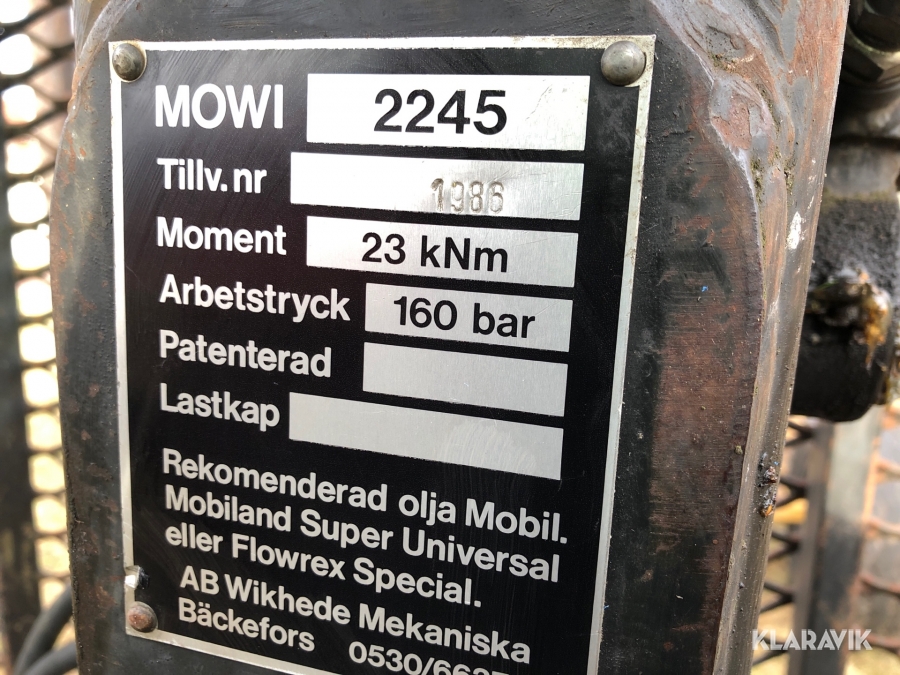 MOWI 2245
Tillv. nr 1986
Moment 23 kNm
Arbetstryck 160 bar
Patenterad
Lastkap
Rekomenderad olja Mobil.
Mobiland Super Universal
eller Flowrex Special.
AB Wikhede Mekaniska
Bäckefors
KLARAVIK